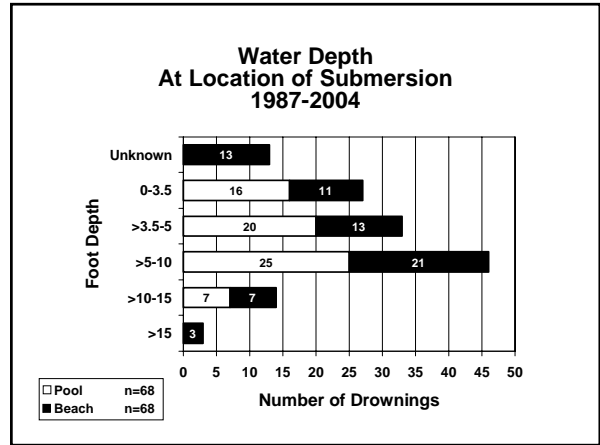 Water Depth
At Location of Submersion
1987-2004
Foot Depth
Unknown 13
0-3.5 16 11
>3.5-5 20 13
>5-10 25 21
>10-15 7 7
>15 3
0 5 10 15 20 25 30 35 40 45 50
Number of Drownings
Pool n=68
Beach n=68